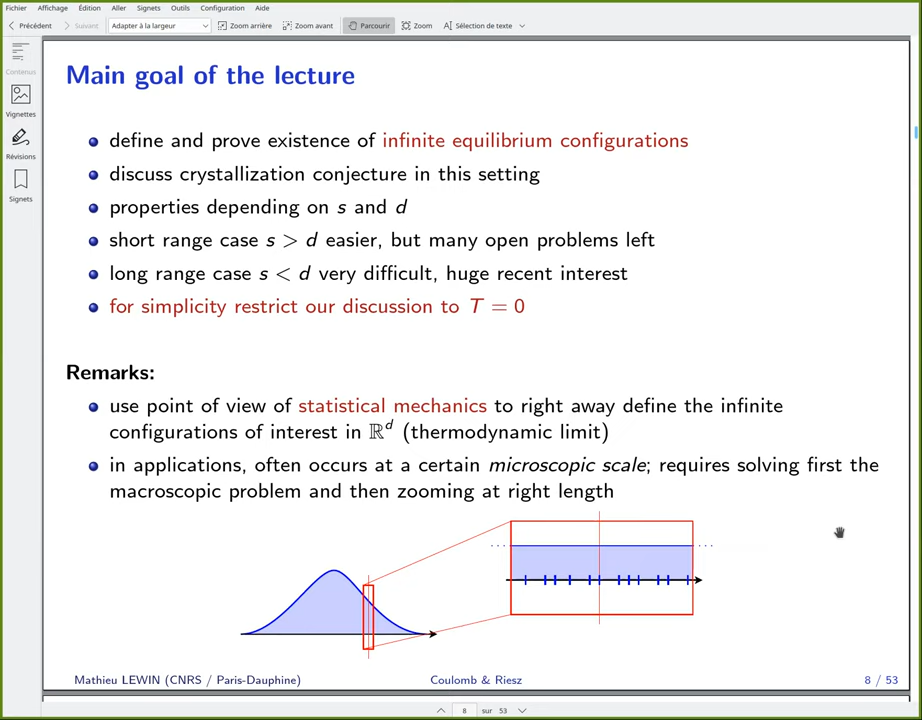 Fichier Affichage Édition Aller Signets Outils Configuration Aide
Précédent Suivant Adapter à la largeur Zoom arrière Zoom avant Parcourir Zoom Sélection de texte
Contenus
Vignettes
Révisions
Signets
Main goal of the lecture
define and prove existence of infinite equilibrium configurations
discuss crystallization conjecture in this setting
properties depending on s and d
short range case s > d easier, but many open problems left
long range case s < d very difficult, huge recent interest
for simplicity restrict our discussion to T = 0
Remarks:
use point of view of statistical mechanics to right away define the infinite
configurations of interest in ℝ^d (thermodynamic limit)
in applications, often occurs at a certain microscopic scale; requires solving first the
macroscopic problem and then zooming at right length
Mathieu LEWIN (CNRS / Paris-Dauphine) Coulomb & Riesz 8 / 53
8 sur 53